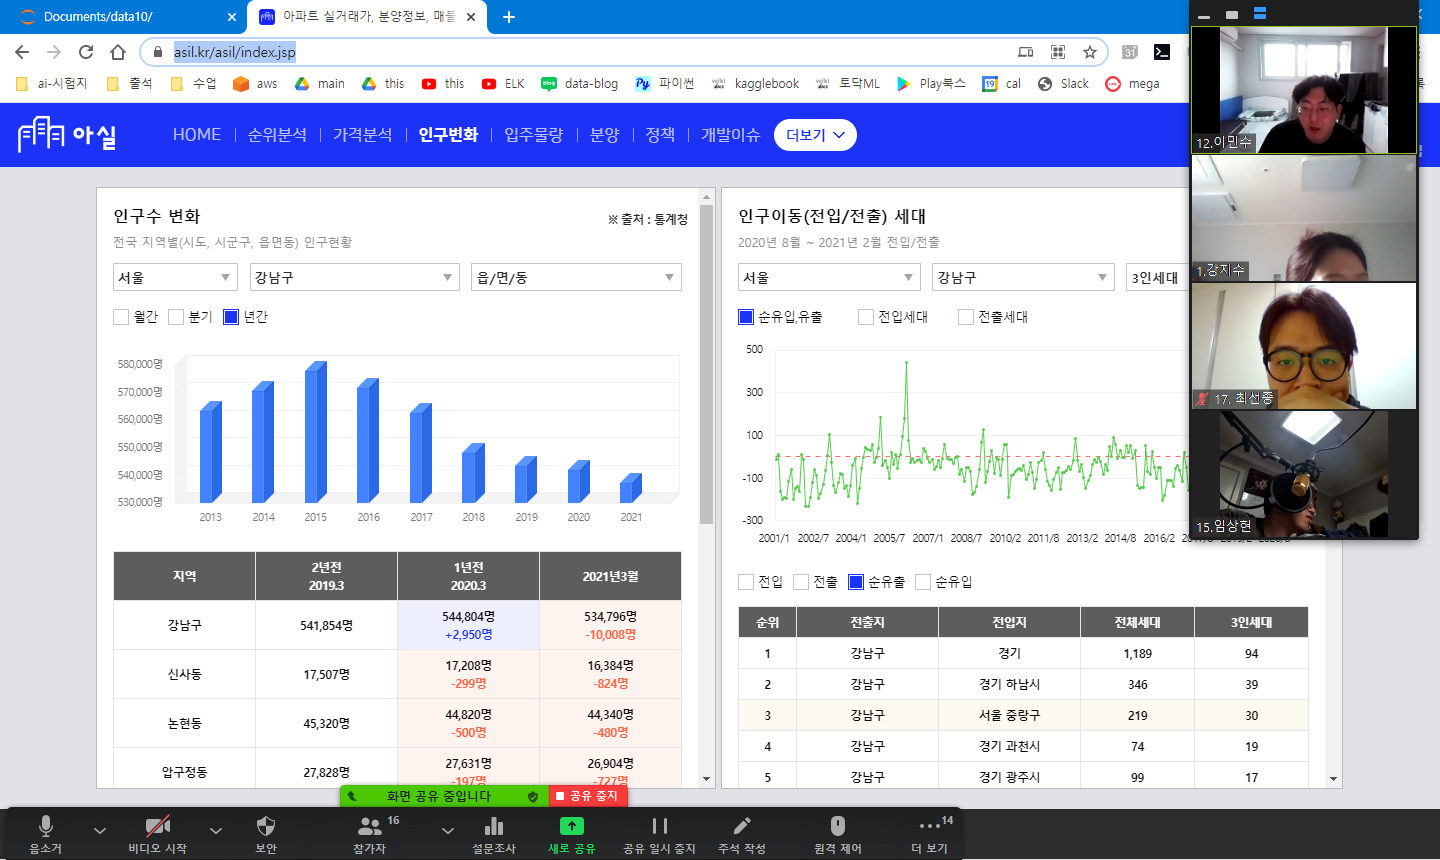 Documents/data10/
아파트 실거래가, 분양정보, 매물
asil.kr/asil/index.jsp
ai-시험지 출석 수업 aws main this this ELK data-blog 파이썬 kagglebook 토닥ML Play북스 cal Slack mega 록
아실 HOME 순위분석 가격분석 인구변화 입주물량 분양 정책 개발이슈 더보기
12.이민수
1.강지수
17. 최선종
15.임상현
인구수 변화
※ 출처 : 통계청
전국 지역별(시도, 시군구, 읍면동) 인구현황
서울 강남구 읍/면/동
월간 분기 년간
580,000명
570,000명
560,000명
550,000명
540,000명
530,000명
2013 2014 2015 2016 2017 2018 2019 2020 2021
지역 2년전 2019.3 1년전 2020.3 2021년3월
강남구 541,854명 544,804명 +2,950명 534,796명 -10,008명
신사동 17,507명 17,208명 -299명 16,384명 -824명
논현동 45,320명 44,820명 -500명 44,340명 -480명
압구정동 27,828명 27,631명 -197명 26,904명 -727명
인구이동(전입/전출) 세대
2020년 8월 ~ 2021년 2월 전입/전출
서울 강남구 3인세대
순유입,유출 전입세대 전출세대
500
300
100
-100
-300
2001/1 2002/7 2004/1 2005/7 2007/1 2008/7 2010/2 2011/8 2013/2 2014/8 2016/2
전입 전출 순유출 순유입
순위 전출지 전입지 전체세대 3인세대
1 강남구 경기 1,189 94
2 강남구 경기 하남시 346 39
3 강남구 서울 중랑구 219 30
4 강남구 경기 과천시 74 19
5 강남구 경기 광주시 99 17
화면 공유 중입니다 공유 중지
음소거 비디오 시작 보안 참가자 16 설문조사 새로 공유 공유 일시 중지 주석 작성 원격 제어 더 보기 14